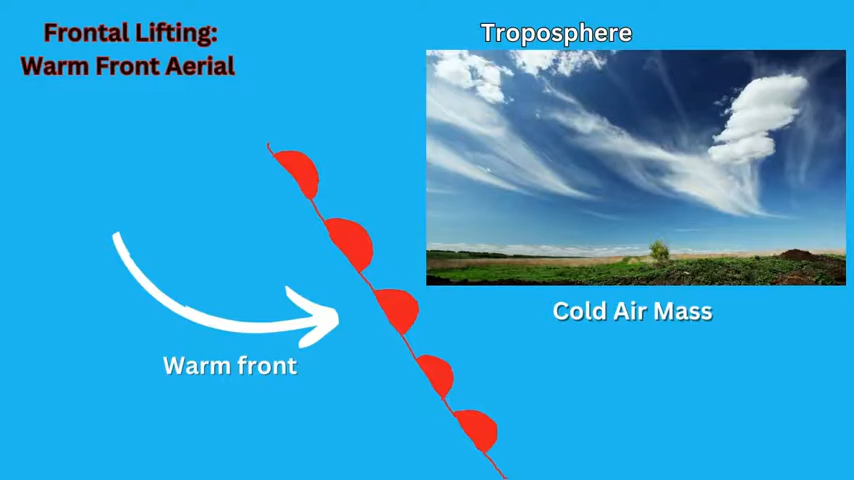 Frontal Lifting:
Warm Front Aerial
Troposphere
Cold Air Mass
Warm front